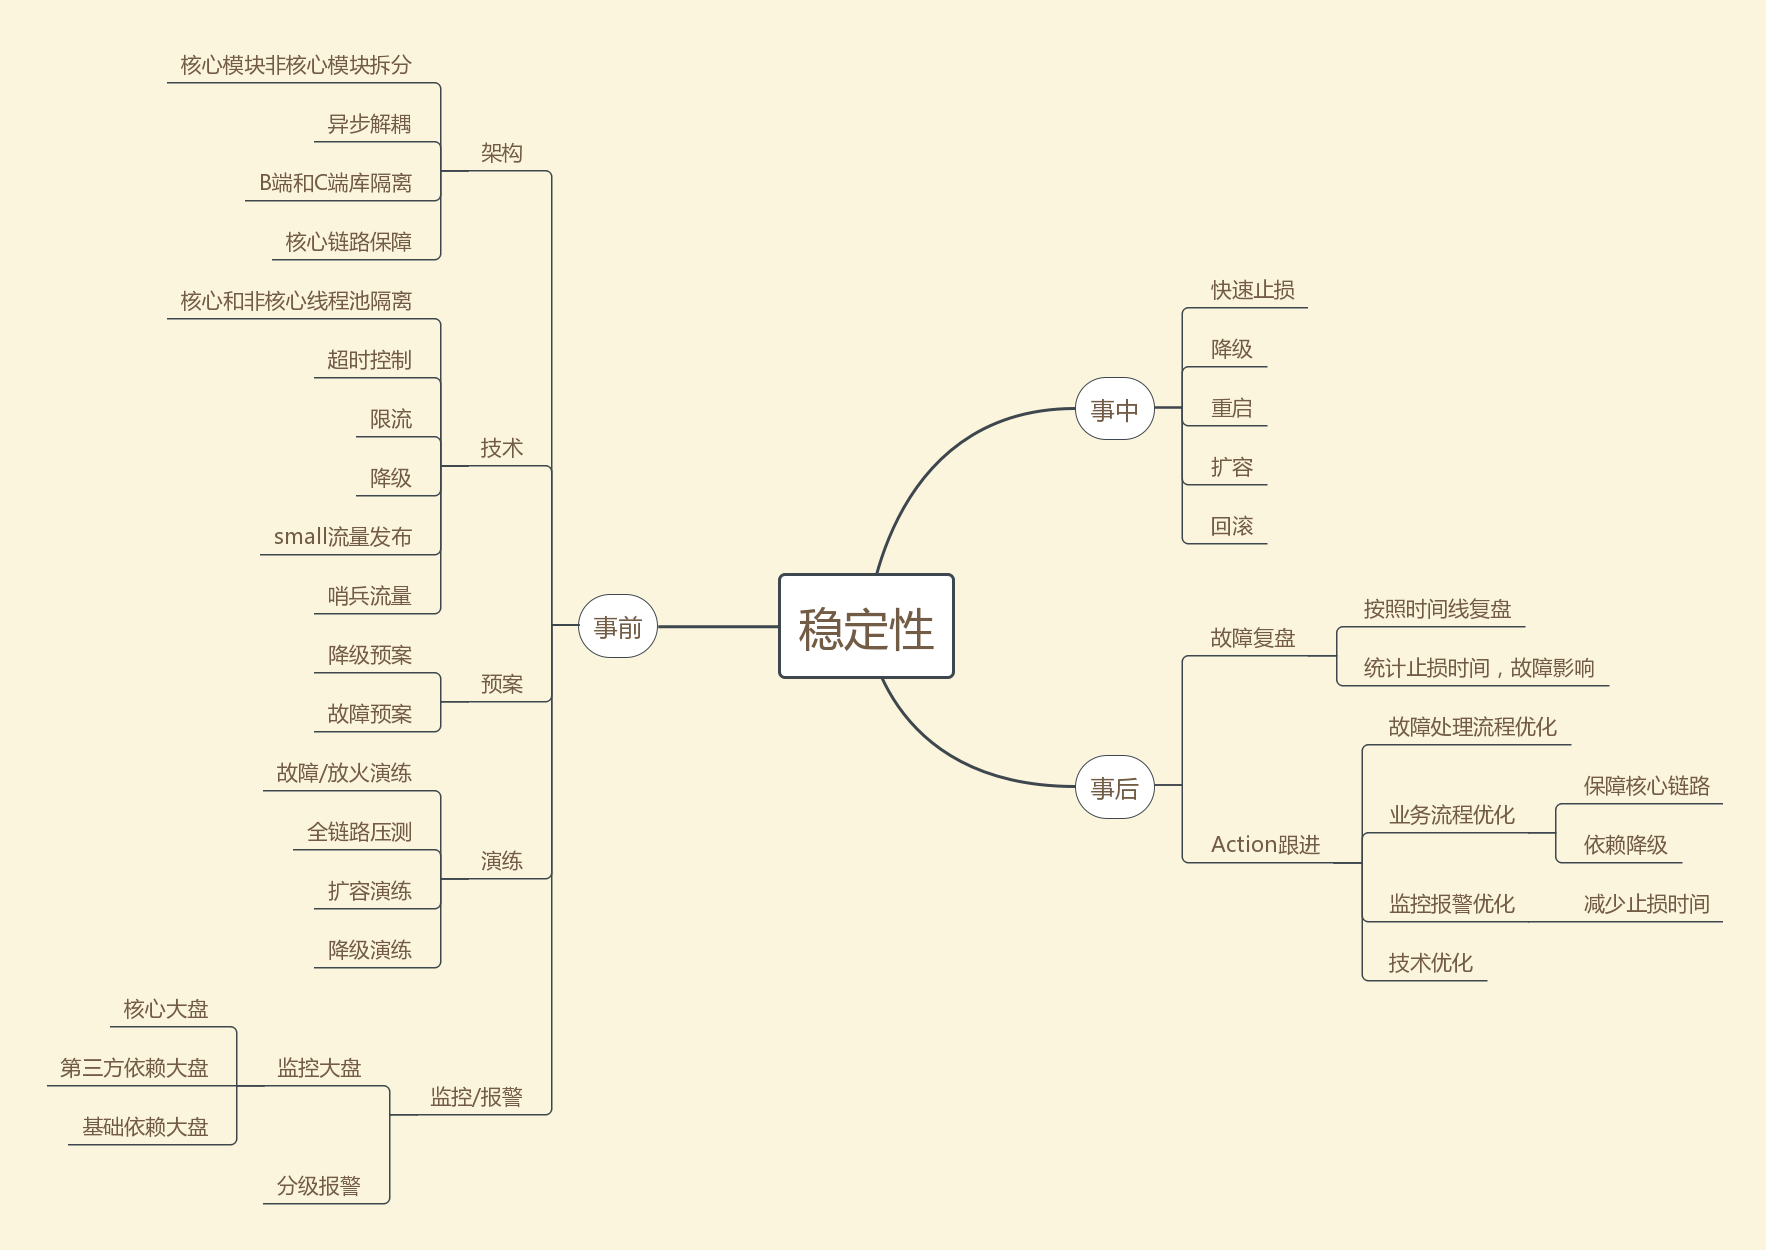 稳定性
事前
架构
核心模块非核心模块拆分
异步解耦
B端和C端库隔离
核心链路保障
技术
核心和非核心线程池隔离
超时控制
限流
降级
small流量发布
哨兵流量
预案
降级预案
故障预案
演练
故障/放火演练
全链路压测
扩容演练
降级演练
监控/报警
监控大盘
核心大盘
第三方依赖大盘
基础依赖大盘
分级报警
事中
快速止损
降级
重启
扩容
回滚
事后
故障复盘
按照时间线复盘
统计止损时间，故障影响
Action跟进
故障处理流程优化
业务流程优化
保障核心链路
依赖降级
监控报警优化
减少止损时间
技术优化